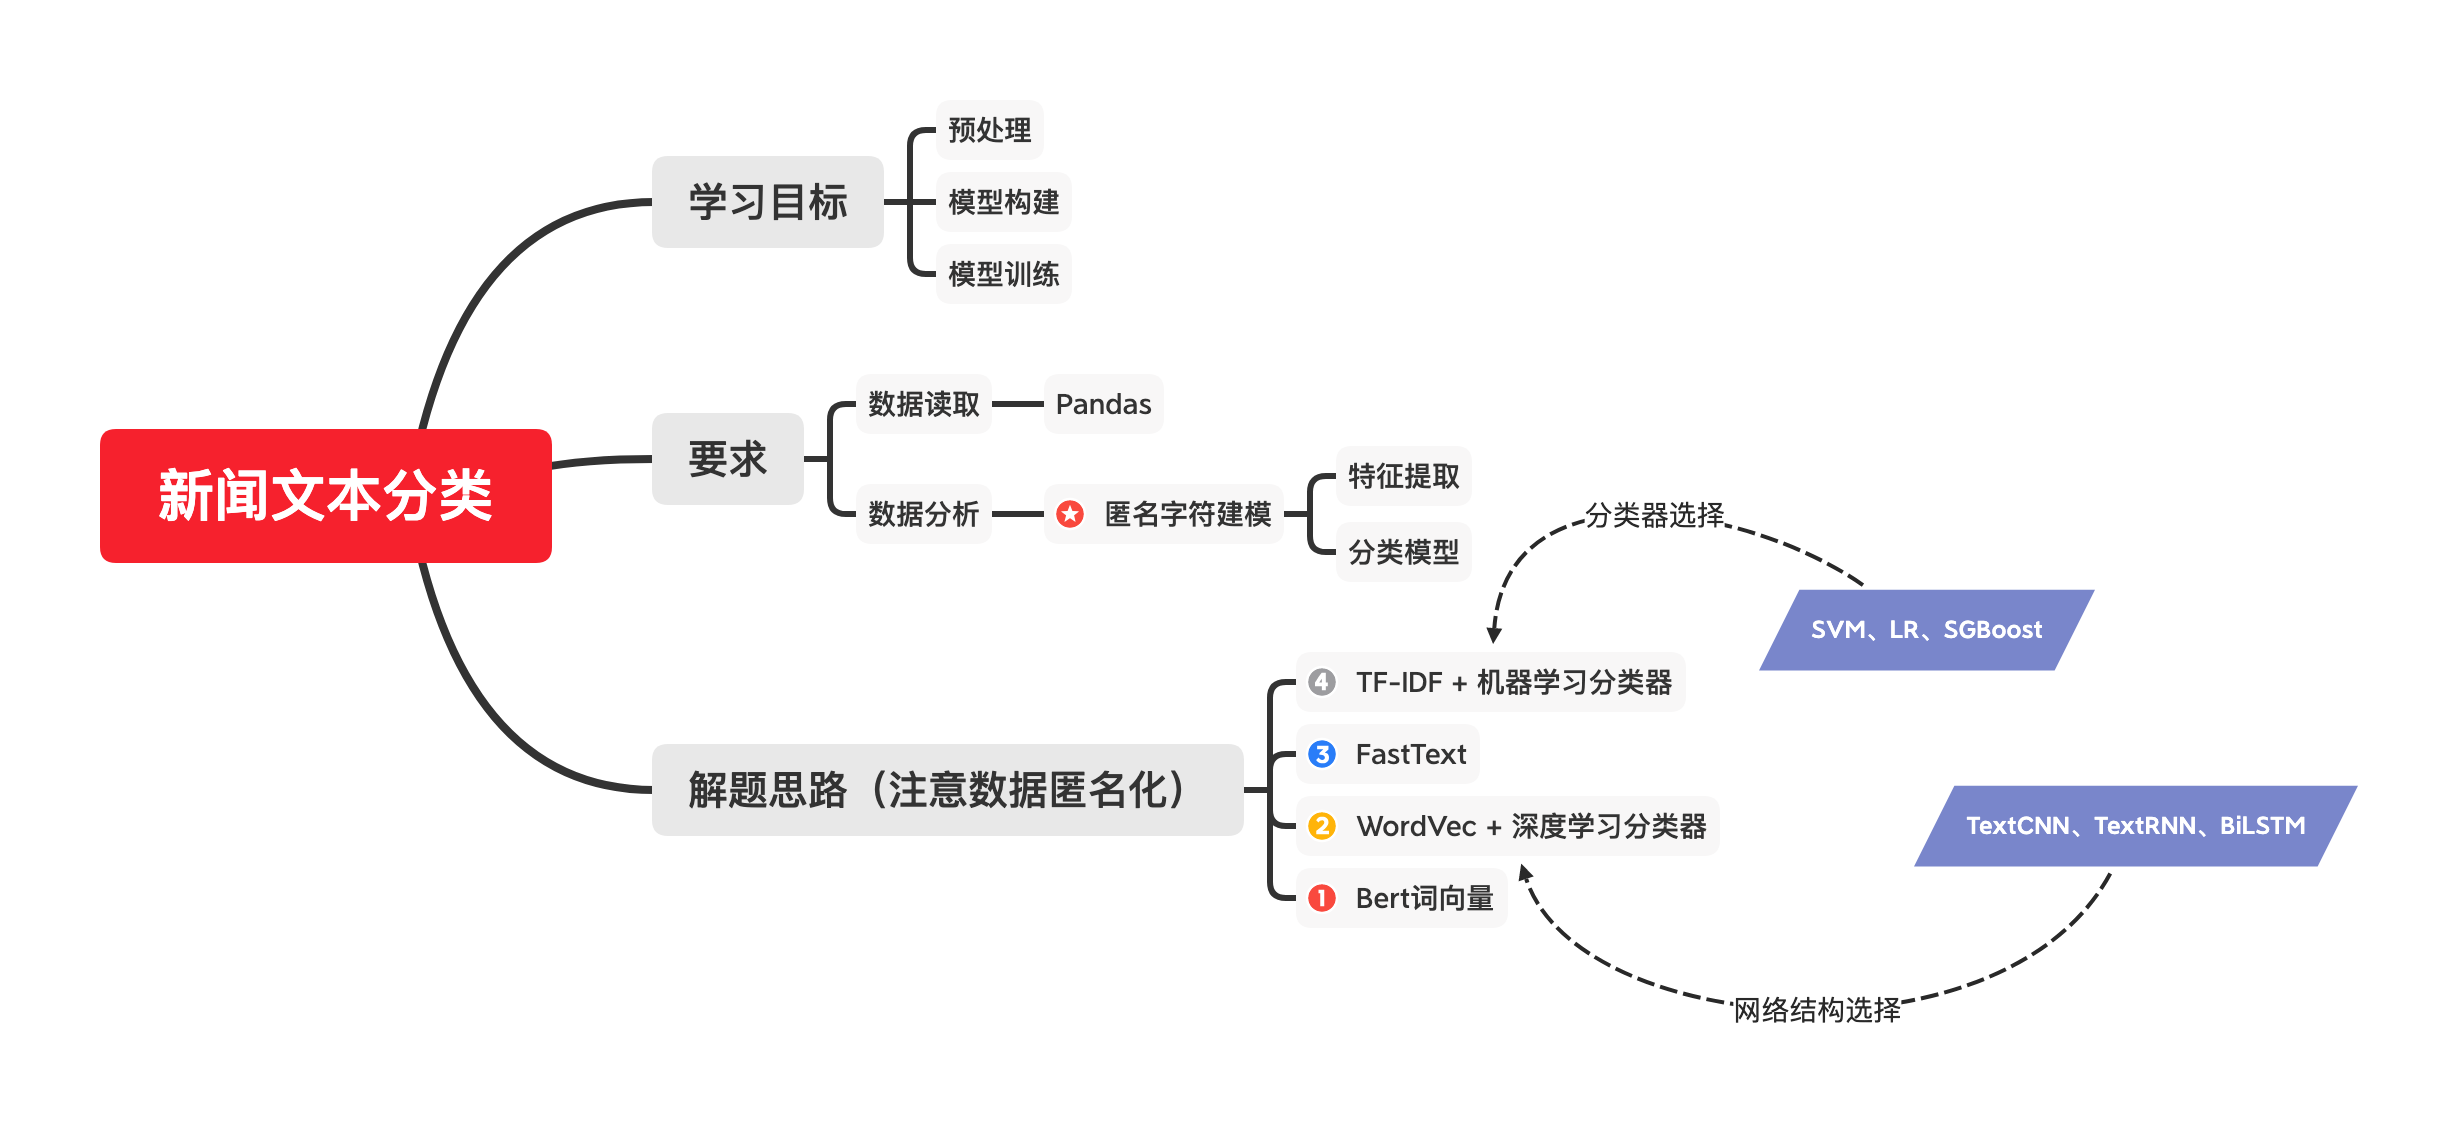 新闻文本分类
学习目标
预处理
模型构建
模型训练
要求
数据读取
Pandas
数据分析
匿名字符建模
特征提取
分类模型
解题思路（注意数据匿名化）
4 TF-IDF + 机器学习分类器
3 FastText
2 WordVec + 深度学习分类器
1 Bert词向量
分类器选择
SVM、LR、SGBoost
TextCNN、TextRNN、BiLSTM
网络结构选择